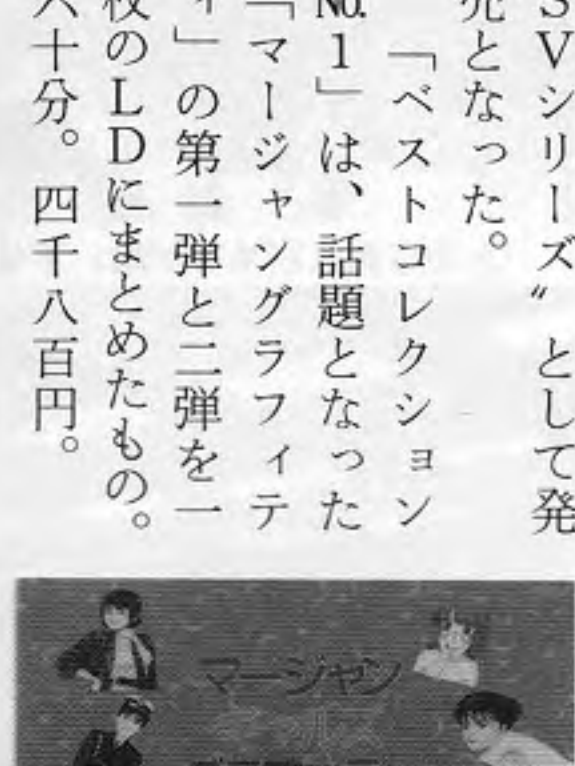 SVシリーズ〟として発
売となった。
「ベストコレクション
No.1」は、話題となった
「マージャングラフィテ
ィ」の第一弾と二弾を一
枚のLDにまとめたもの。
六十分。四千八百円。
マージャン